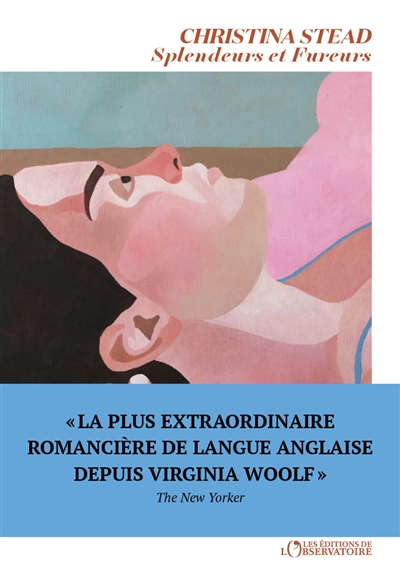 CHRISTINA STEAD
Splendeurs et Fureurs
« LA PLUS EXTRAORDINAIRE
ROMANCIÈRE DE LANGUE ANGLAISE
DEPUIS VIRGINIA WOOLF »
The New Yorker
LES ÉDITIONS DE
L'OBSERVATOIRE